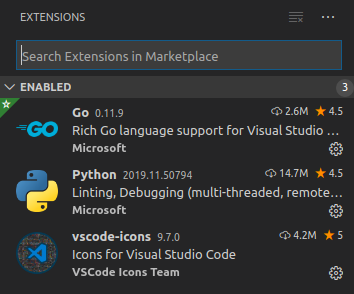 EXTENSIONS
Search Extensions in Marketplace
ENABLED 3
Go 0.11.9 2.6M ★ 4.5
Rich Go language support for Visual Studio ...
Microsoft
Python 2019.11.50794 14.7M ★ 4.5
Linting, Debugging (multi-threaded, remote...
Microsoft
vscode-icons 9.7.0 4.2M ★ 5
Icons for Visual Studio Code
VSCode Icons Team